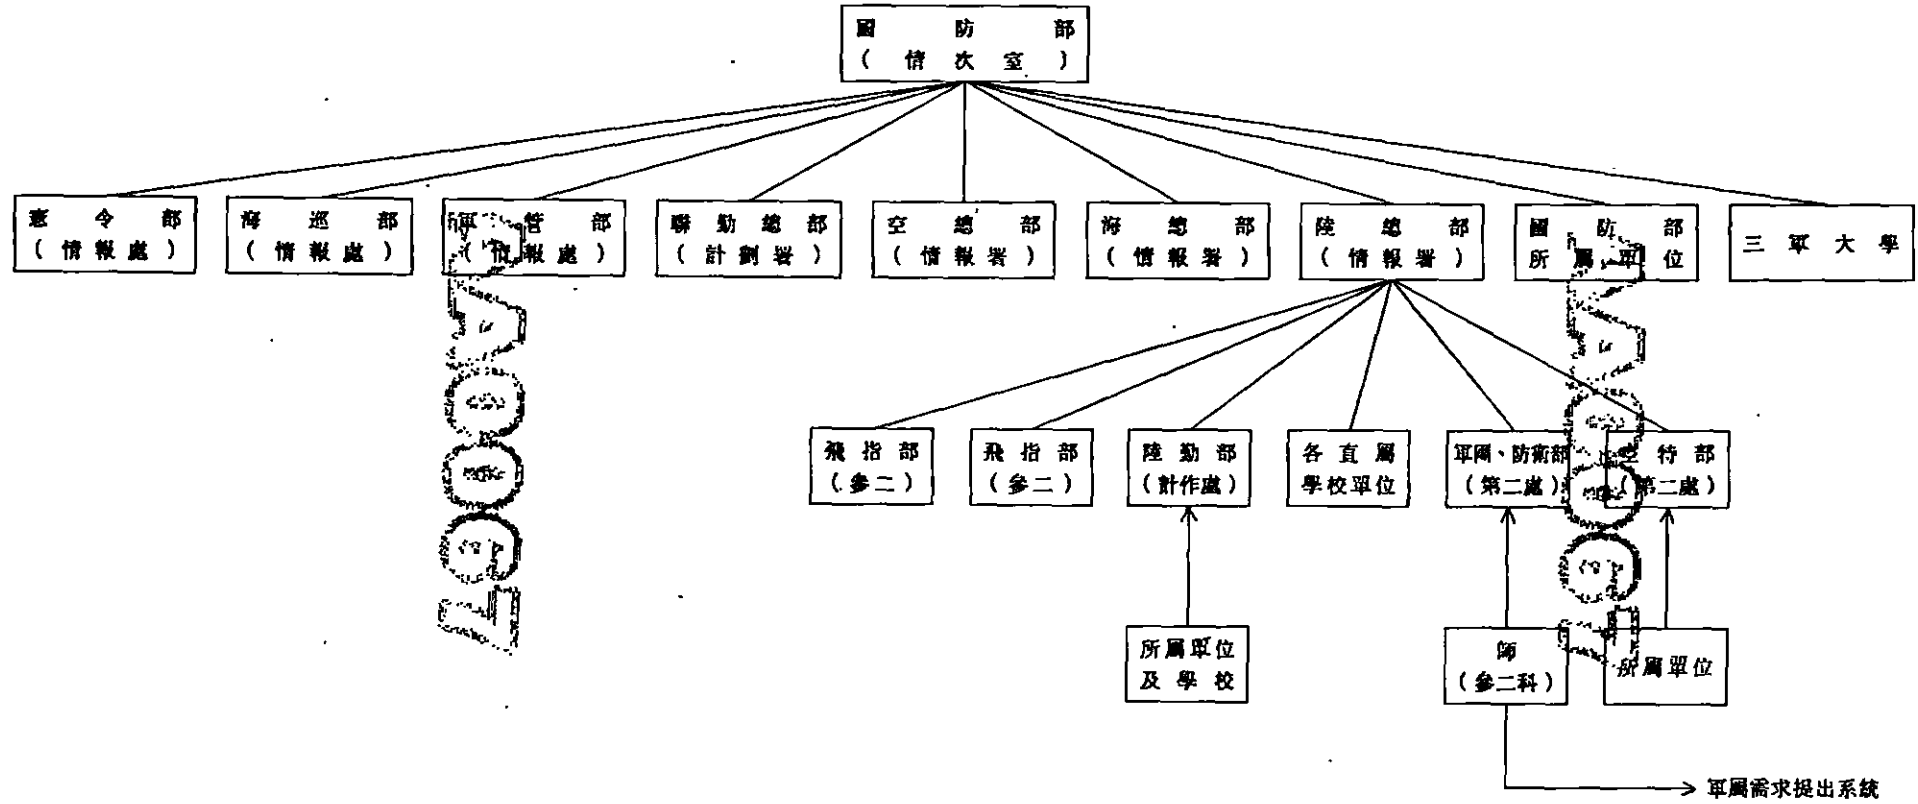 國防部
(情次室)
憲令部
(情報處)
海巡部
(情報處)
軍管部
(情報處)
聯勤總部
(計劃署)
空總部
(情報署)
海總部
(情報署)
陸總部
(情報署)
國防部
所屬單位
三軍大學
飛指部
(參二)
飛指部
(參二)
陸勤部
(計作處)
各直屬
學校單位
軍團、防衛部
(第二處)
空特部
(第二處)
所屬單位
及學校
師
(參二科)
所屬單位
軍圖需求提出系統